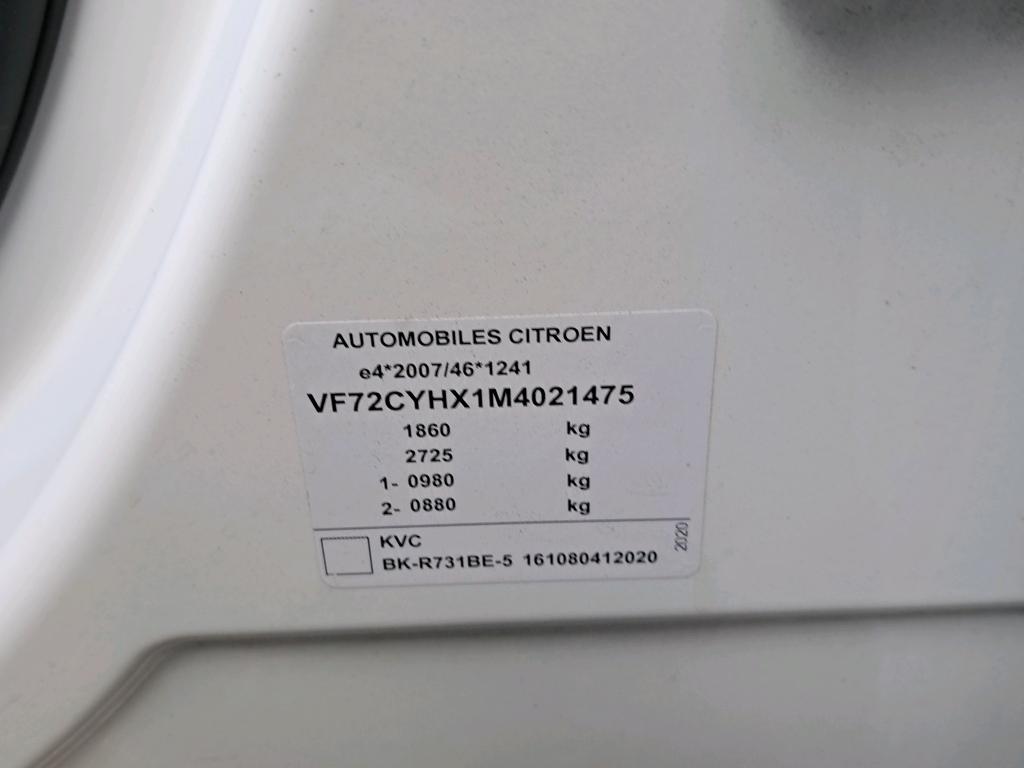 AUTOMOBILES CITROEN
e4*2007/46*1241
VF72CYHX1M4021475
1860 kg
2725 kg
1- 0980 kg
2- 0880 kg
KVC
BK-R731BE-5 161080412020
2020